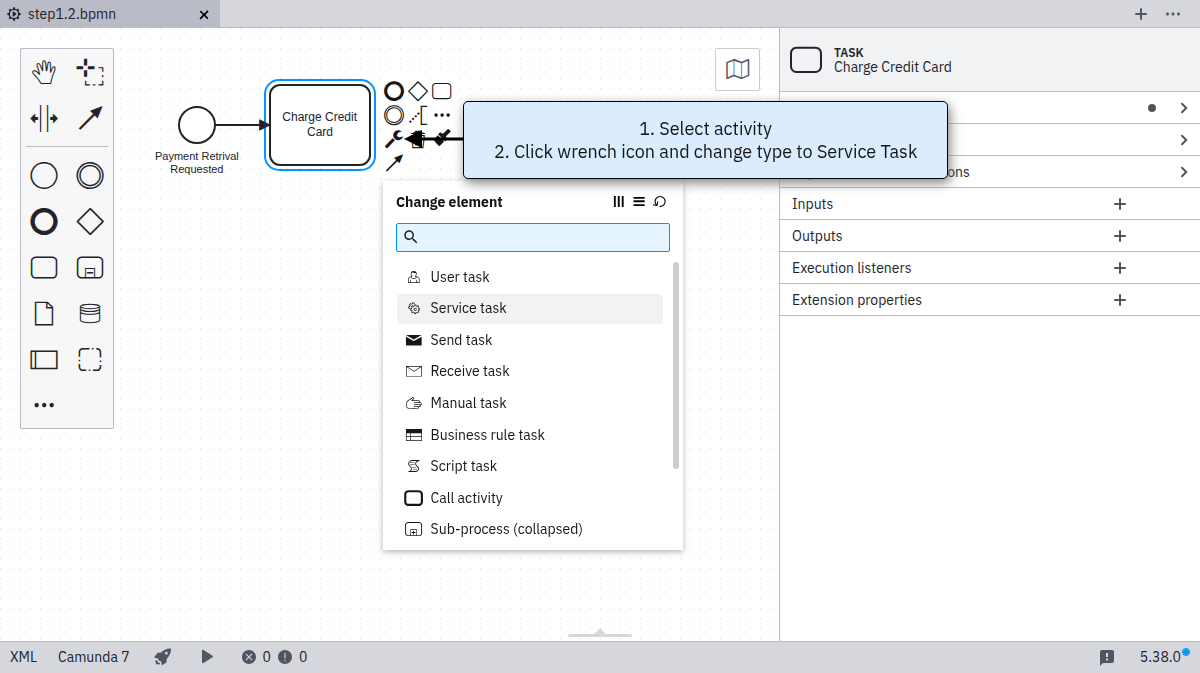 step1.2.bpmn
TASK
Charge Credit Card
Charge Credit
Card
Payment Retrival
Requested
1. Select activity
2. Click wrench icon and change type to Service Task
ons
Inputs
Outputs
Execution listeners
Extension properties
Change element
User task
Service task
Send task
Receive task
Manual task
Business rule task
Script task
Call activity
Sub-process (collapsed)
XML
Camunda 7
0
0
5.38.0